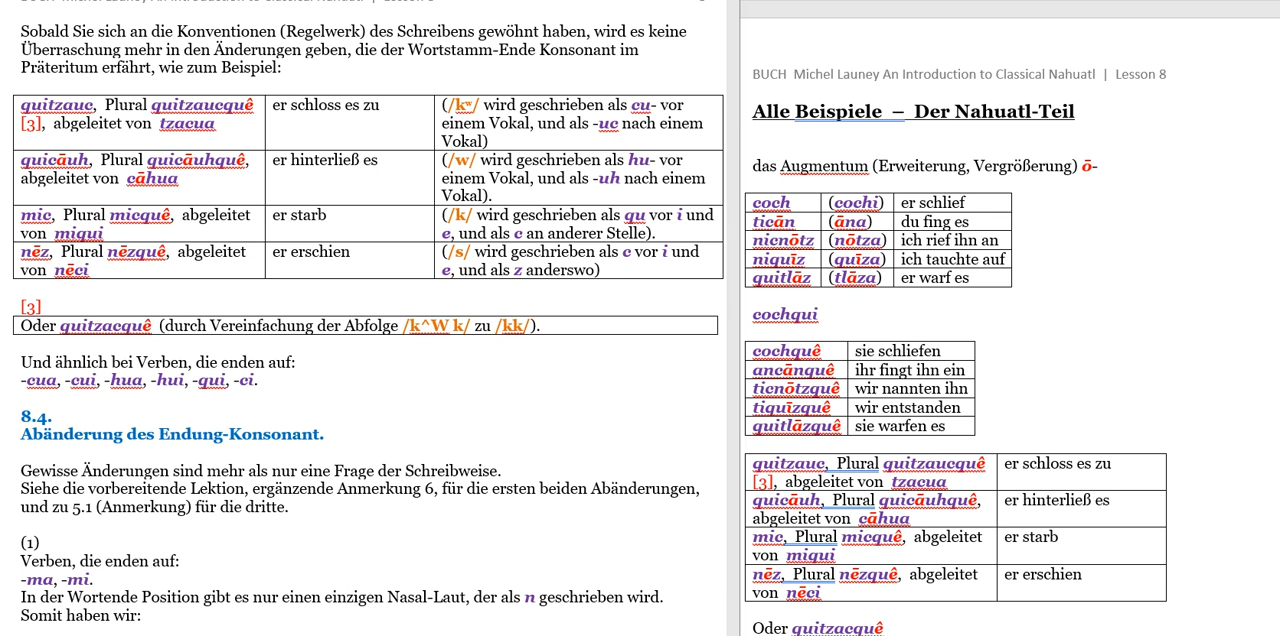 Sobald Sie sich an die Konventionen (Regelwerk) des Schreibens gewöhnt haben, wird es keine
Überraschung mehr in den Änderungen geben, die der Wortstamm-Ende Konsonant im
Präteritum erfährt, wie zum Beispiel:
quitzauc, Plural quitzaucquê
[3], abgeleitet von tzacua
er schloss es zu
(/kʷ/ wird geschrieben als cu- vor
einem Vokal, und als -uc nach einem
Vokal)
quicāuh, Plural quicāuhquê,
abgeleitet von cāhua
er hinterließ es
(/w/ wird geschrieben als hu- vor
einem Vokal, und als -uh nach einem
Vokal).
mic, Plural micquê, abgeleitet
von miqui
er starb
(/k/ wird geschrieben als qu vor i und
e, und als c an anderer Stelle).
nēz, Plural nēzquê, abgeleitet
von nēci
er erschien
(/s/ wird geschrieben als c vor i und
e, und als z anderswo)
[3]
Oder quitzacquê (durch Vereinfachung der Abfolge /k^W k/ zu /kk/).
Und ähnlich bei Verben, die enden auf:
-cua, -cui, -hua, -hui, -qui, -ci.
8.4.
Abänderung des Endung-Konsonant.
Gewisse Änderungen sind mehr als nur eine Frage der Schreibweise.
Siehe die vorbereitende Lektion, ergänzende Anmerkung 6, für die ersten beiden Abänderungen,
und zu 5.1 (Anmerkung) für die dritte.
(1)
Verben, die enden auf:
-ma, -mi.
In der Wortende Position gibt es nur einen einzigen Nasal-Laut, der als n geschrieben wird.
Somit haben wir:
BUCH Michel Launey An Introduction to Classical Nahuatl | Lesson 8
Alle Beispiele – Der Nahuatl-Teil
das Augmentum (Erweiterung, Vergrößerung) ō-
coch (cochi) er schlief
ticān (āna) du fing es
nicnōtz (nōtza) ich rief ihn an
niquīz (quīza) ich tauchte auf
quitlāz (tlāza) er warf es
cochqui
cochquê sie schliefen
ancānquê ihr fingt ihn ein
ticnōtzquê wir nannten ihn
tiquīzquê wir entstanden
quitlāzquê sie warfen es
quitzauc, Plural quitzaucquê
[3], abgeleitet von tzacua
er schloss es zu
quicāuh, Plural quicāuhquê,
abgeleitet von cāhua
er hinterließ es
mic, Plural micquê, abgeleitet
von miqui
er starb
nēz, Plural nēzquê, abgeleitet
von nēci
er erschien
Oder quitzacquê